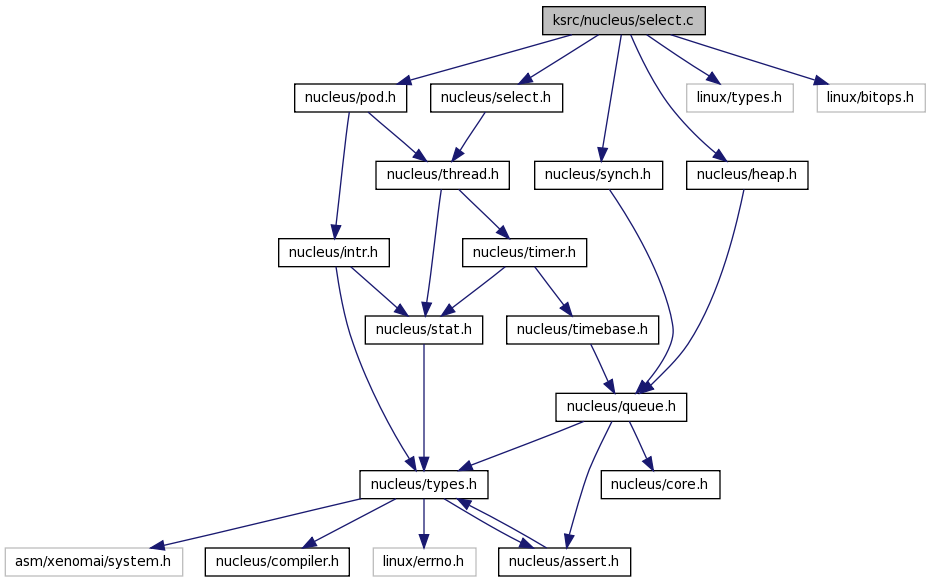 ksrc/nucleus/select.c
nucleus/pod.h
nucleus/select.h
linux/types.h
linux/bitops.h
nucleus/thread.h
nucleus/synch.h
nucleus/heap.h
nucleus/intr.h
nucleus/timer.h
nucleus/stat.h
nucleus/timebase.h
nucleus/queue.h
nucleus/types.h
nucleus/core.h
asm/xenomai/system.h
nucleus/compiler.h
linux/errno.h
nucleus/assert.h